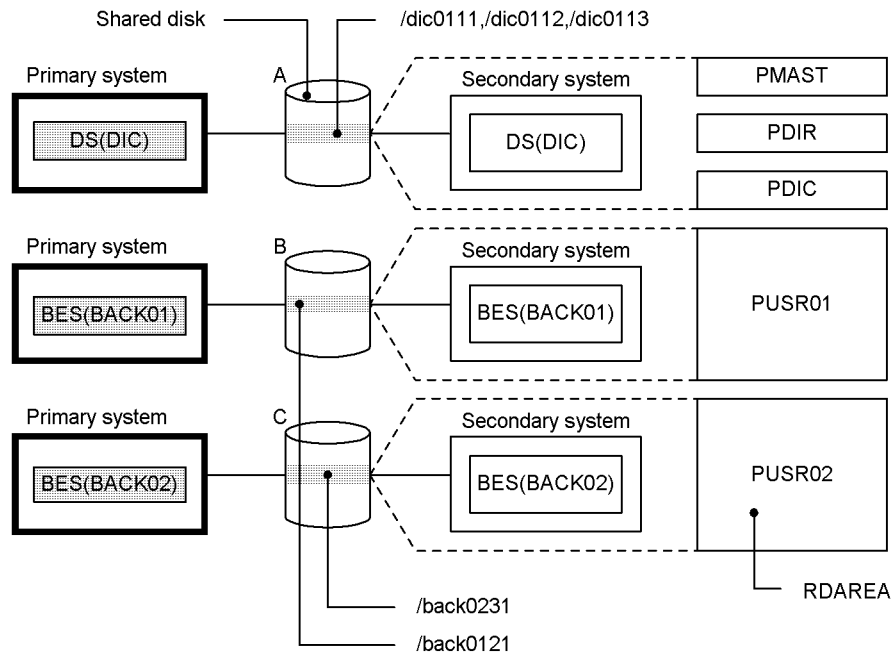 Shared disk
/dic0111,/dic0112,/dic0113
Primary system
A
Secondary system
PMAST
DS(DIC)
DS(DIC)
PDIR
PDIC
Primary system
B
Secondary system
BES(BACK01)
BES(BACK01)
PUSR01
Primary system
C
Secondary system
BES(BACK02)
BES(BACK02)
PUSR02
RDAREA
/back0231
/back0121